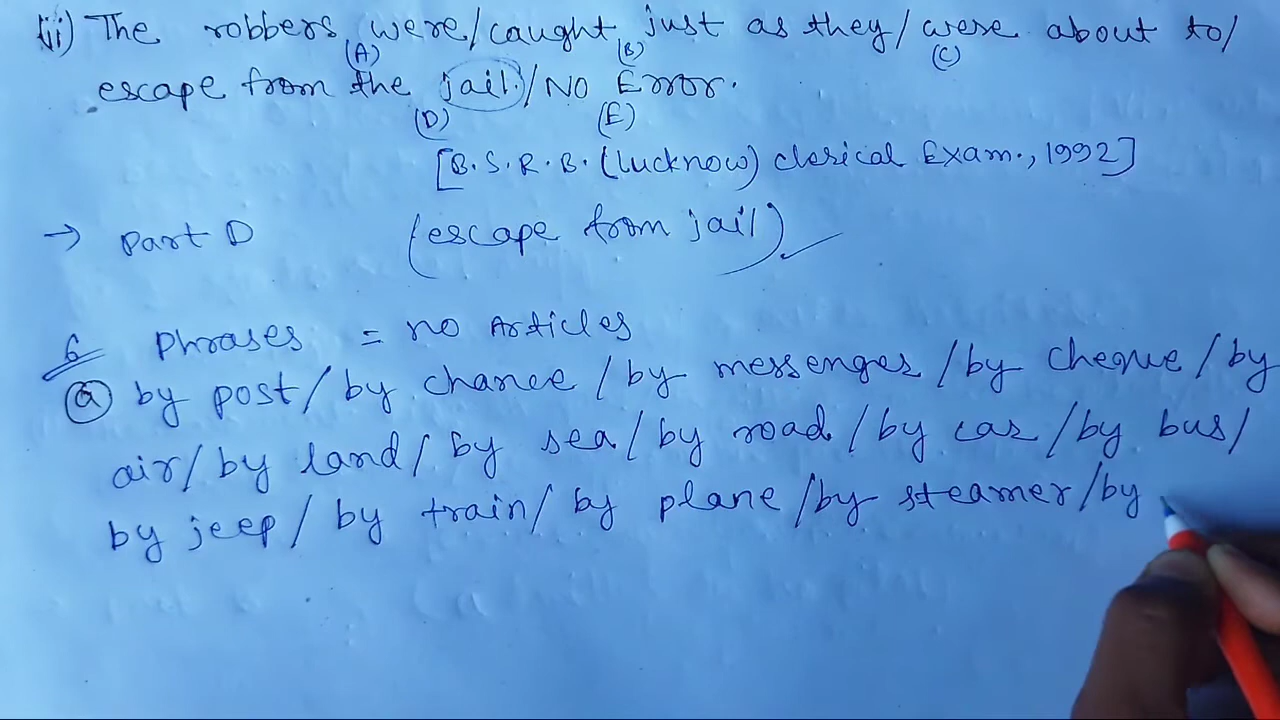 (ii) The robbers were/caught just as they/were about to/
(A) (B) (C)
escape from the jail./NO Error.
(D) (E)
[B.S.R.B. (Lucknow) clerical Exam., 1992]
→ Part D (escape from jail) ✓
6 Phrases = no Articles
(a) by post/by chance/by messenger/by cheque/by
air/by land/by sea/by road/by car/by bus/
by jeep/by train/by plane/by steamer/by